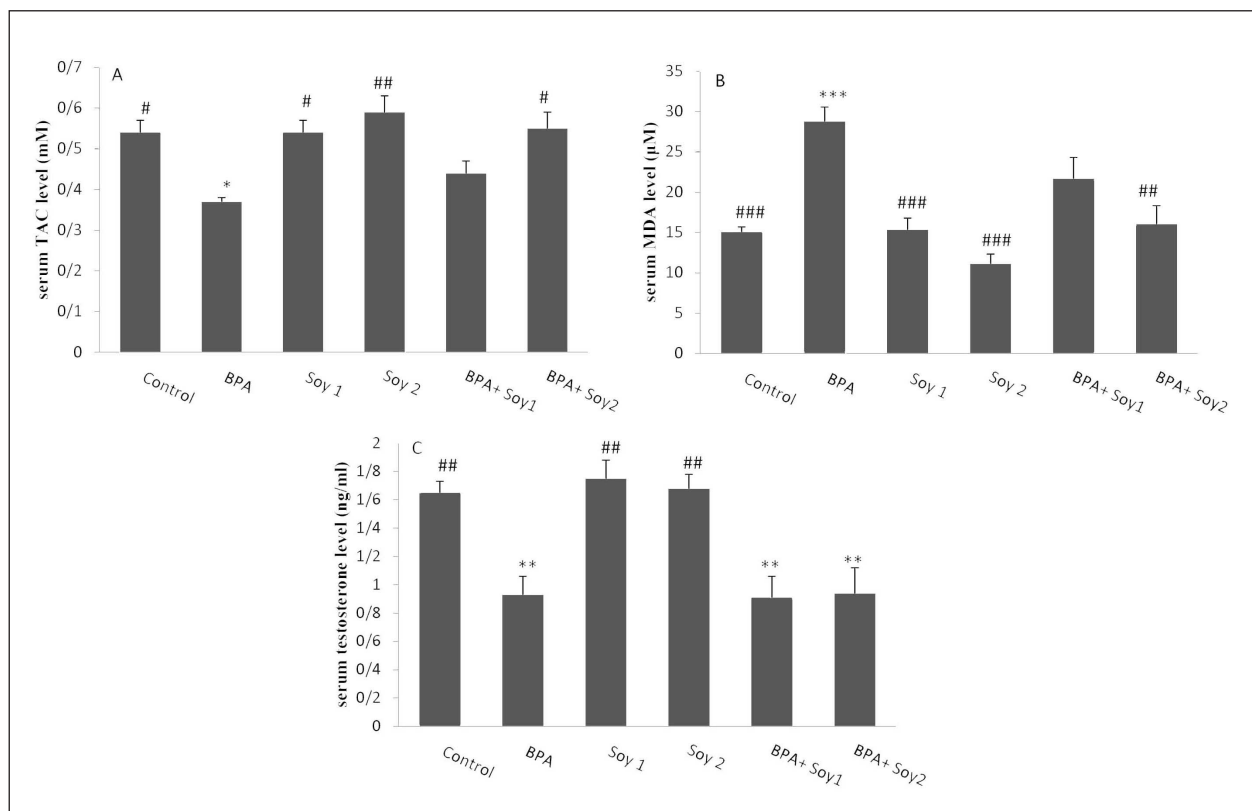 A
serum TAC level (mM)
0/7
0/6
0/5
0/4
0/3
0/2
0/1
0
#
*
#
##
#
Control
BPA
Soy 1
Soy 2
BPA+ Soy1
BPA+ Soy2
B
serum MDA level (µM)
35
30
25
20
15
10
5
0
###
***
###
###
##
Control
BPA
Soy 1
Soy 2
BPA+ Soy1
BPA+ Soy2
C
serum testosterone level (ng/ml)
2
1/8
1/6
1/4
1/2
1
0/8
0/6
0/4
0/2
0
##
**
##
##
**
**
Control
BPA
Soy 1
Soy 2
BPA+ Soy1
BPA+ Soy2